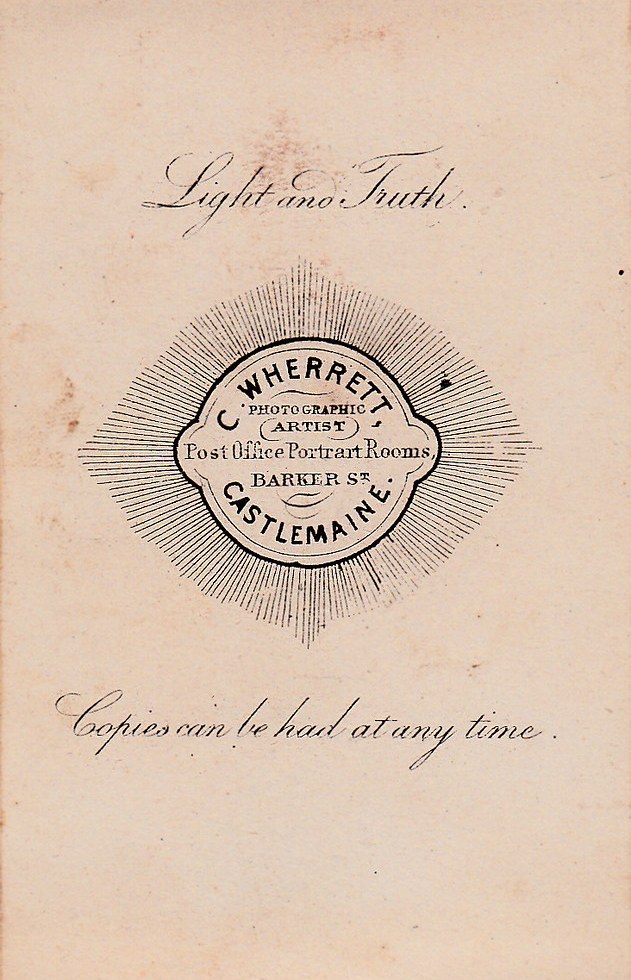 Light and Truth.
C WHERRETT,
PHOTOGRAPHIC
ARTIST
Post Office Portrait Rooms,
BARKER ST
CASTLEMAINE.
Copies can be had at any time.